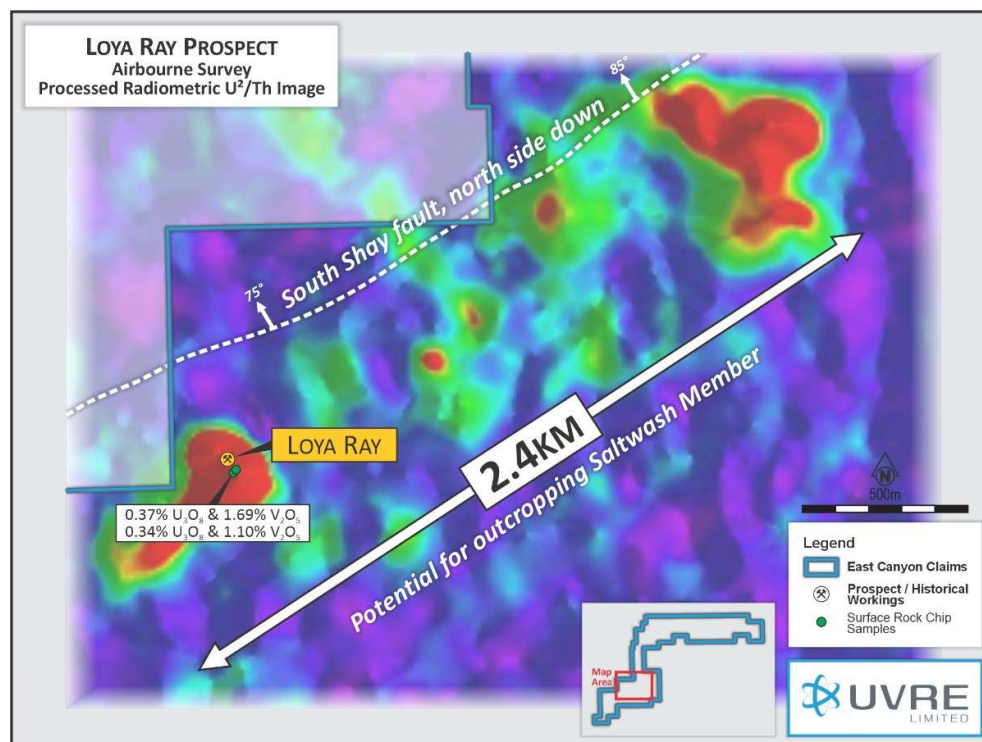 LOYA RAY PROSPECT
Airbourne Survey
Processed Radiometric U²/Th Image
85°
South Shay fault, north side down
75°
LOYA RAY
0.37% U₃O₈ & 1.69% V₂O₅
0.34% U₃O₈ & 1.10% V₂O₅
2.4KM
Potential for outcropping Saltwash Member
N
500m
Legend
East Canyon Claims
Prospect / Historical
Workings
Surface Rock Chip
Samples
Map
Area
UVRE
LIMITED